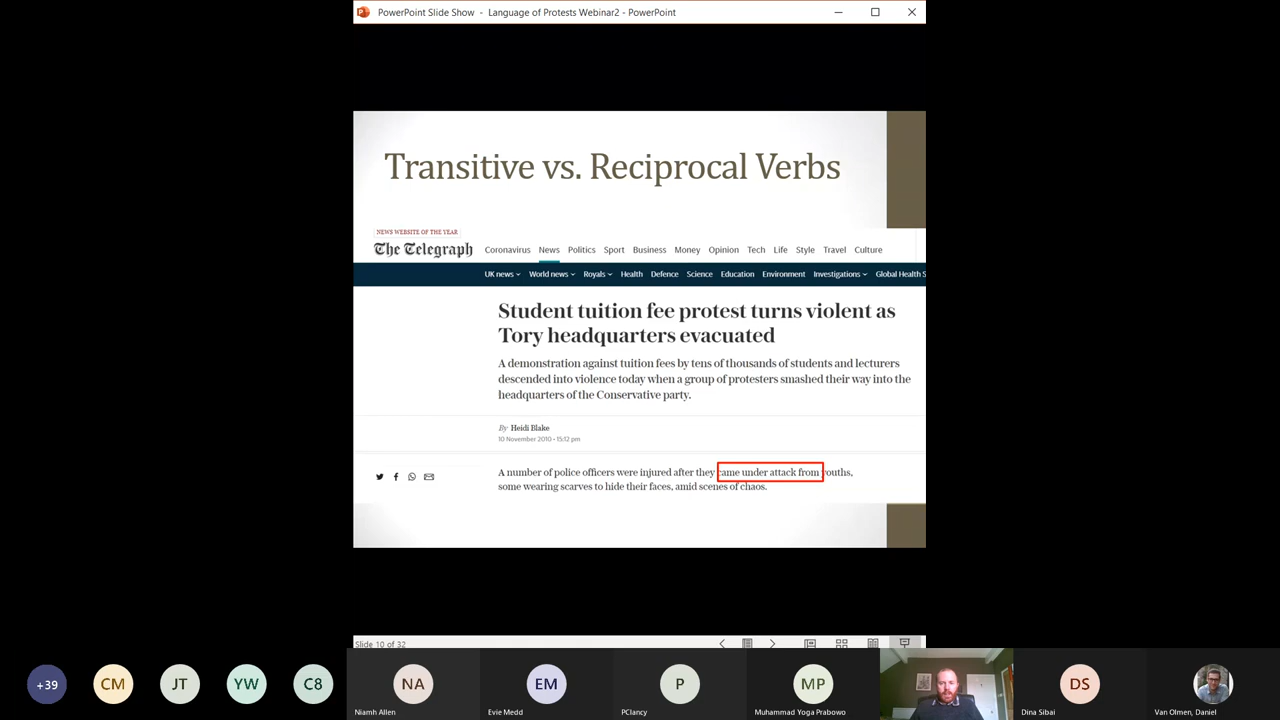 PowerPoint Slide Show - Language of Protests Webinar2 - PowerPoint
Transitive vs. Reciprocal Verbs
NEWS WEBSITE OF THE YEAR
The Telegraph
Coronavirus News Politics Sport Business Money Opinion Tech Life Style Travel Culture
UK news World news Royals Health Defence Science Education Environment Investigations Global Health S
Student tuition fee protest turns violent as
Tory headquarters evacuated
A demonstration against tuition fees by tens of thousands of students and lecturers
descended into violence today when a group of protesters smashed their way into the
headquarters of the Conservative party.
By Heidi Blake
10 November 2010 • 15:12 pm
A number of police officers were injured after they came under attack from youths,
some wearing scarves to hide their faces, amid scenes of chaos.
Slide 10 of 32
+39 CM JT YW C8 NA EM P MP DS
Niamh Allen Evie Medd PClancy Muhammad Yoga Prabowo Dina Sibai Van Olmen, Daniel